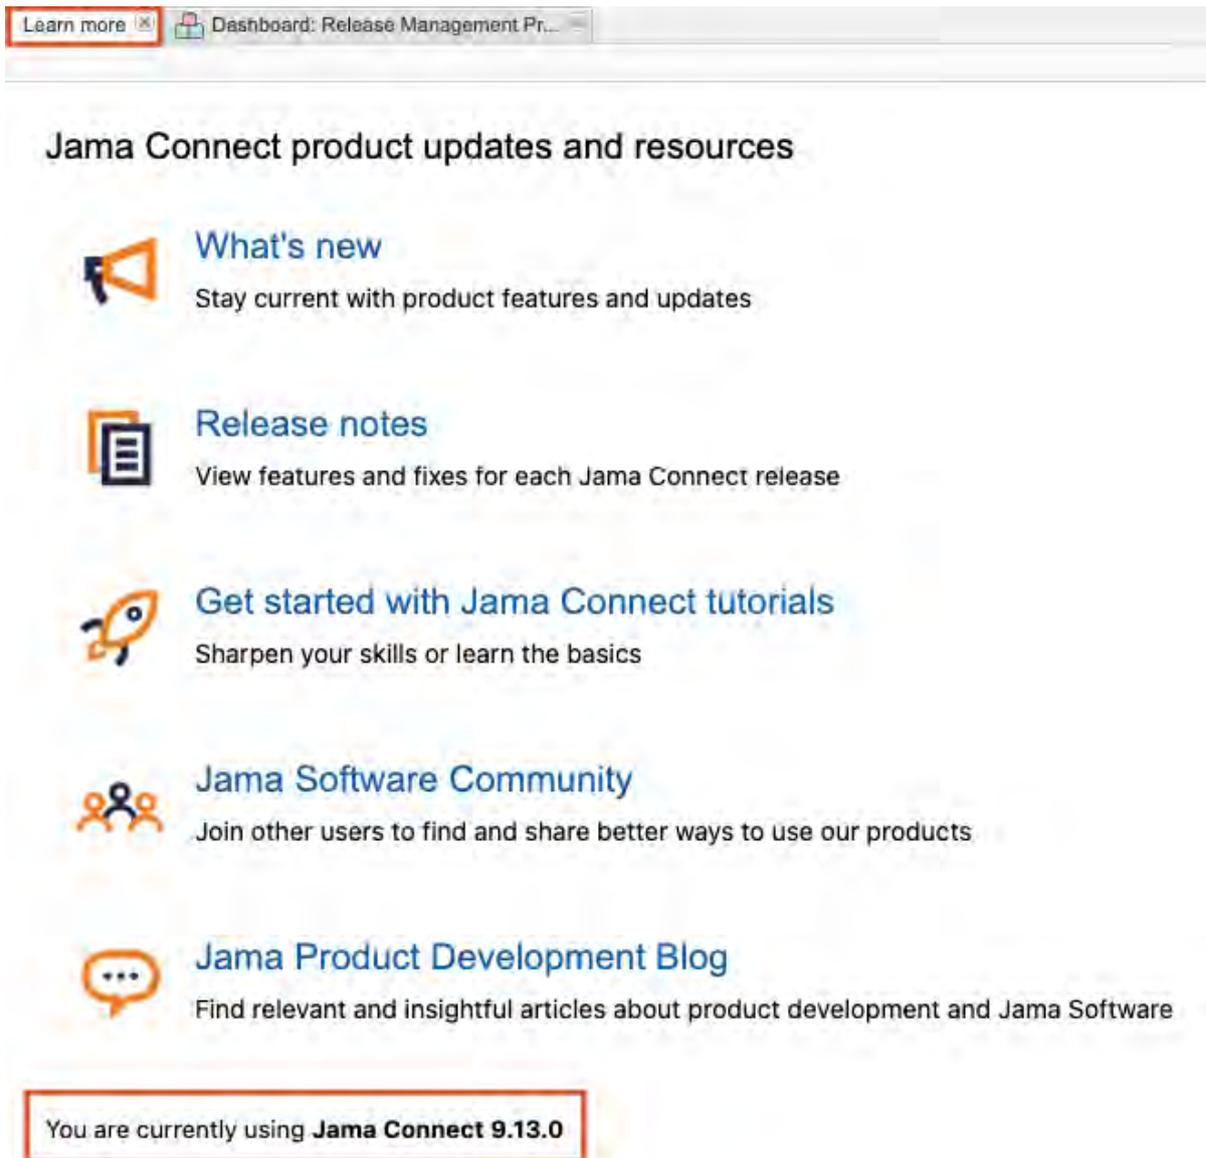 Learn more
Dashboard: Release Management Pr...
Jama Connect product updates and resources
What's new
Stay current with product features and updates
Release notes
View features and fixes for each Jama Connect release
Get started with Jama Connect tutorials
Sharpen your skills or learn the basics
Jama Software Community
Join other users to find and share better ways to use our products
Jama Product Development Blog
Find relevant and insightful articles about product development and Jama Software
You are currently using Jama Connect 9.13.0